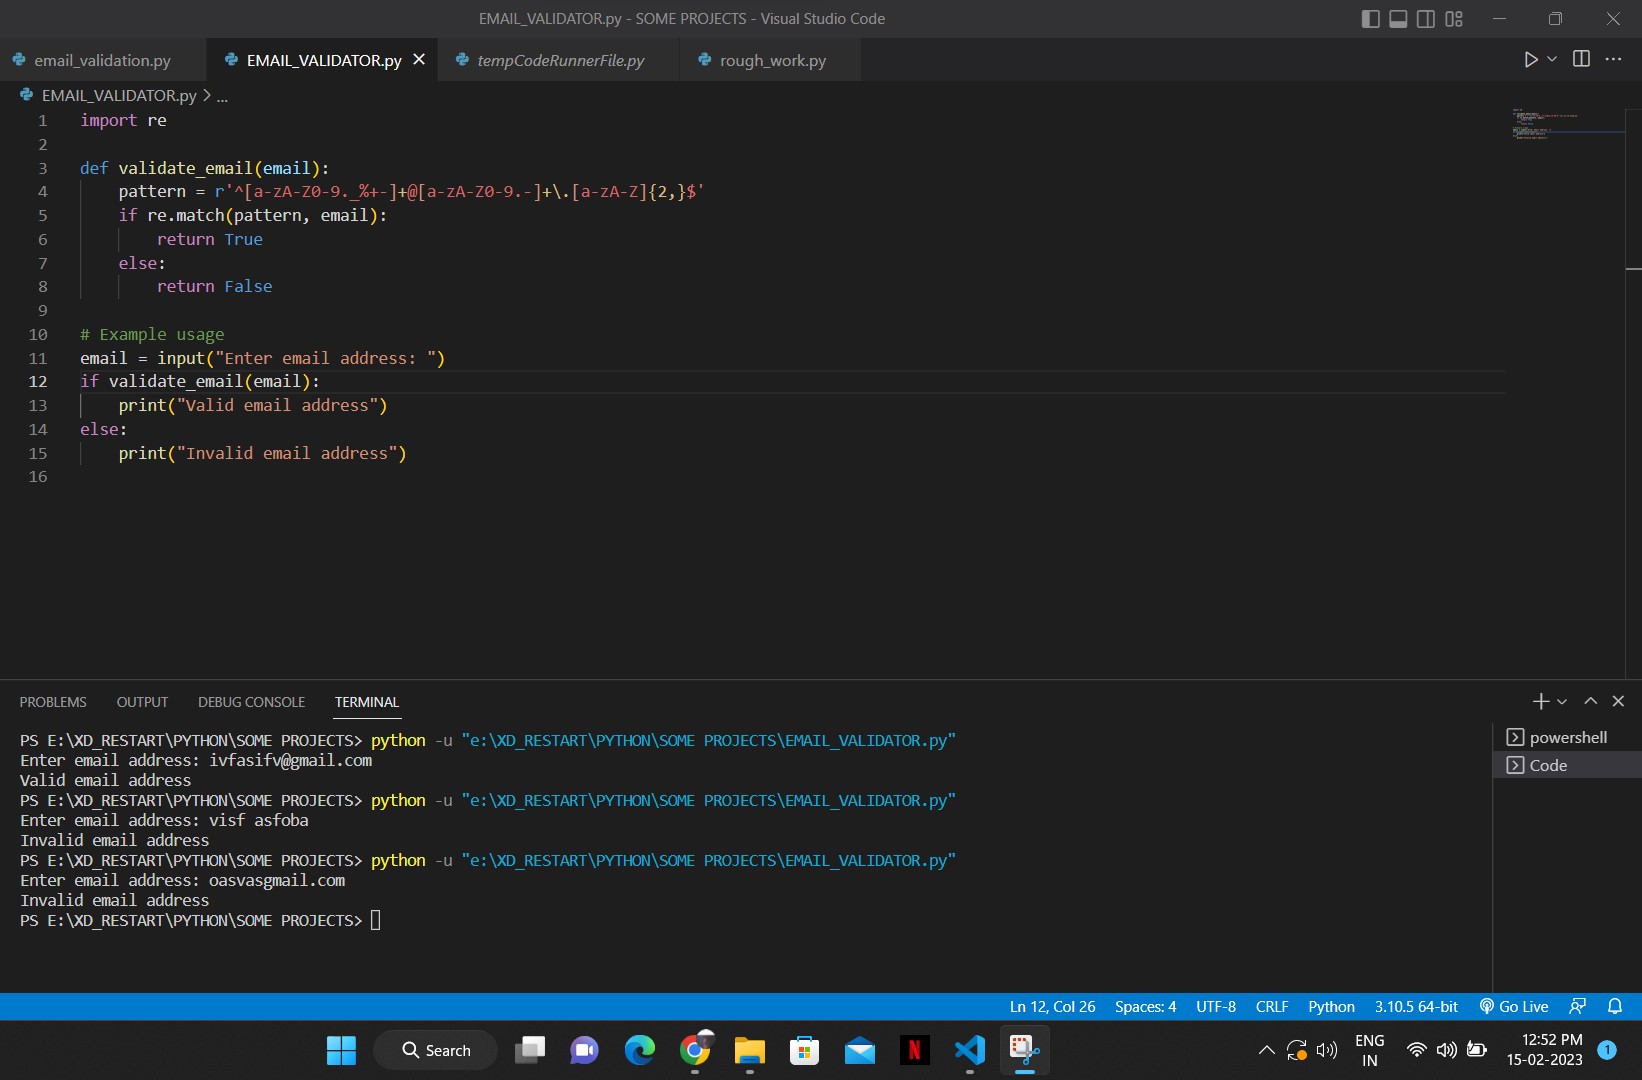 EMAIL_VALIDATOR.py - SOME PROJECTS - Visual Studio Code
email_validation.py
EMAIL_VALIDATOR.py
tempCodeRunnerFile.py
rough_work.py
EMAIL_VALIDATOR.py > ...
1 import re
2
3 def validate_email(email):
4     pattern = r'^[a-zA-Z0-9._%+-]+@[a-zA-Z0-9.-]+\.[a-zA-Z]{2,}$'
5     if re.match(pattern, email):
6         return True
7     else:
8         return False
9
10 # Example usage
11 email = input("Enter email address: ")
12 if validate_email(email):
13     print("Valid email address")
14 else:
15     print("Invalid email address")
16
PROBLEMS OUTPUT DEBUG CONSOLE TERMINAL
PS E:\XD_RESTART\PYTHON\SOME PROJECTS> python -u "e:\XD_RESTART\PYTHON\SOME PROJECTS\EMAIL_VALIDATOR.py"
Enter email address: ivfasifv@gmail.com
Valid email address
PS E:\XD_RESTART\PYTHON\SOME PROJECTS> python -u "e:\XD_RESTART\PYTHON\SOME PROJECTS\EMAIL_VALIDATOR.py"
Enter email address: visf asfoba
Invalid email address
PS E:\XD_RESTART\PYTHON\SOME PROJECTS> python -u "e:\XD_RESTART\PYTHON\SOME PROJECTS\EMAIL_VALIDATOR.py"
Enter email address: oasvasgmail.com
Invalid email address
PS E:\XD_RESTART\PYTHON\SOME PROJECTS>
powershell
Code
Ln 12, Col 26 Spaces: 4 UTF-8 CRLF Python 3.10.5 64-bit Go Live
Search
N
ENG
IN
12:52 PM
15-02-2023
1